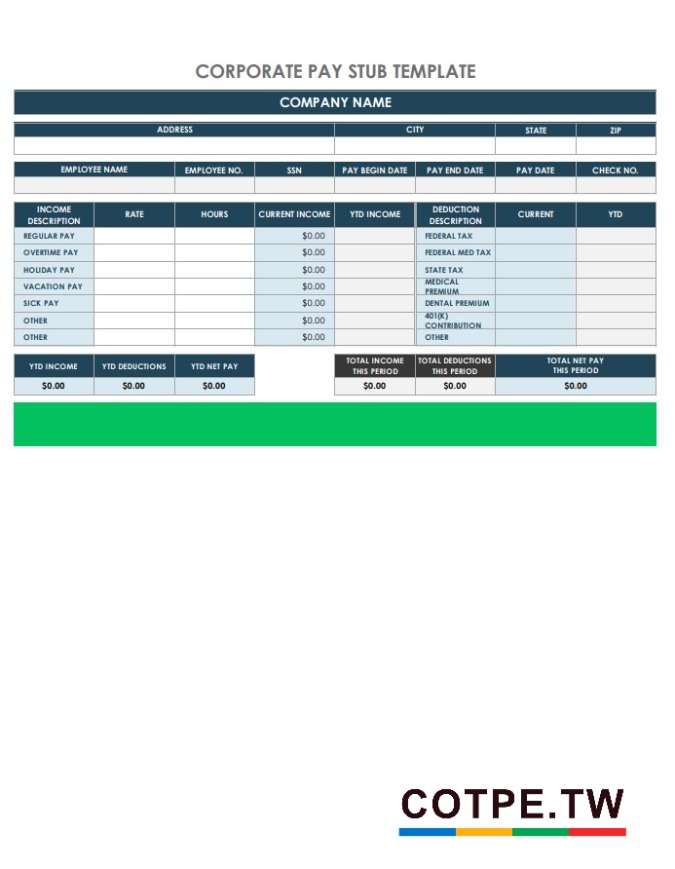 CORPORATE PAY STUB TEMPLATE
COMPANY NAME
ADDRESS CITY STATE ZIP
EMPLOYEE NAME EMPLOYEE NO. SSN PAY BEGIN DATE PAY END DATE PAY DATE CHECK NO.
INCOME DESCRIPTION RATE HOURS CURRENT INCOME YTD INCOME DEDUCTION DESCRIPTION CURRENT YTD
REGULAR PAY $0.00 FEDERAL TAX
OVERTIME PAY $0.00 FEDERAL MED TAX
HOLIDAY PAY $0.00 STATE TAX
VACATION PAY $0.00 MEDICAL PREMIUM
SICK PAY $0.00 DENTAL PREMIUM
OTHER $0.00 401(K) CONTRIBUTION
OTHER $0.00 OTHER
YTD INCOME YTD DEDUCTIONS YTD NET PAY TOTAL INCOME THIS PERIOD TOTAL DEDUCTIONS THIS PERIOD TOTAL NET PAY THIS PERIOD
$0.00 $0.00 $0.00 $0.00 $0.00 $0.00
COTPE.TW